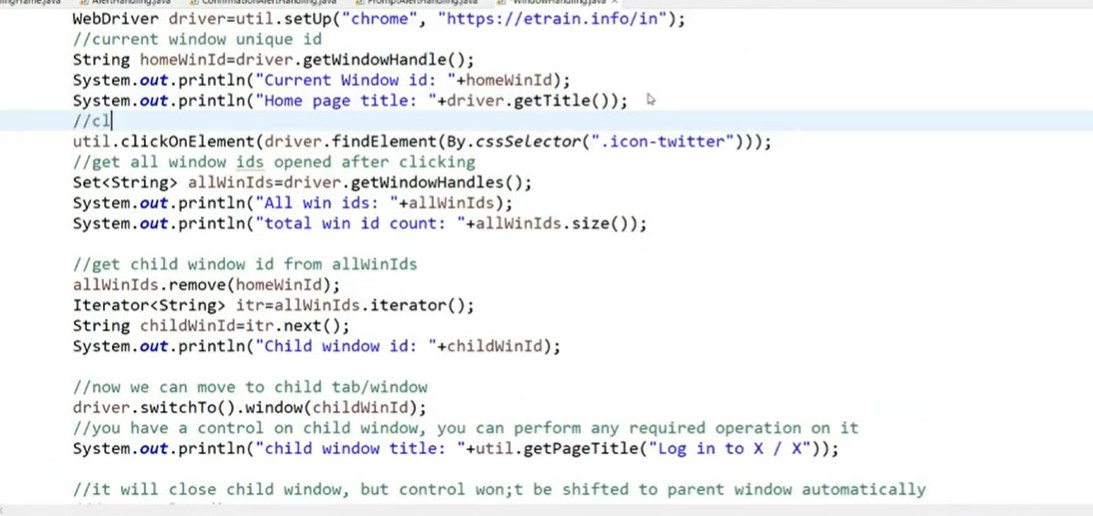 AlertHandling.java ConfirmationAlertHandling.java PromptAlertHandling.java WindowHandling.java
WebDriver driver=util.setUp("chrome", "https://etrain.info/in");
//current window unique id
String homeWinId=driver.getWindowHandle();
System.out.println("Current Window id: "+homeWinId);
System.out.println("Home page title: "+driver.getTitle());
//cl
util.clickOnElement(driver.findElement(By.cssSelector(".icon-twitter")));
//get all window ids opened after clicking
Set<String> allWinIds=driver.getWindowHandles();
System.out.println("All win ids: "+allWinIds);
System.out.println("total win id count: "+allWinIds.size());
//get child window id from allWinIds
allWinIds.remove(homeWinId);
Iterator<String> itr=allWinIds.iterator();
String childWinId=itr.next();
System.out.println("Child window id: "+childWinId);
//now we can move to child tab/window
driver.switchTo().window(childWinId);
//you have a control on child window, you can perform any required operation on it
System.out.println("child window title: "+util.getPageTitle("Log in to X / X"));
//it will close child window, but control won;t be shifted to parent window automatically